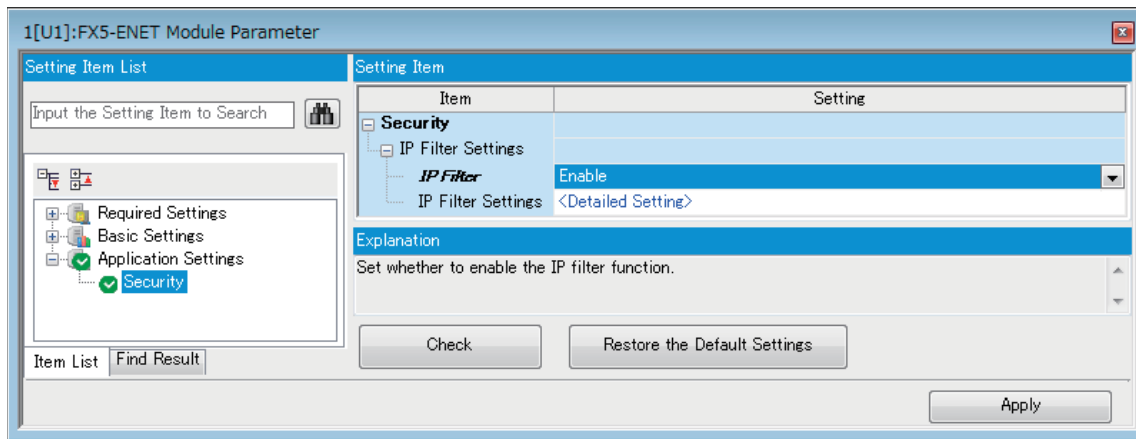 1[U1]:FX5-ENET Module Parameter
Setting Item List
Input the Setting Item to Search
Required Settings
Basic Settings
Application Settings
Security
Item List
Find Result
Setting Item
Item Setting
Security
IP Filter Settings
IP Filter Enable
IP Filter Settings <Detailed Setting>
Explanation
Set whether to enable the IP filter function.
Check
Restore the Default Settings
Apply